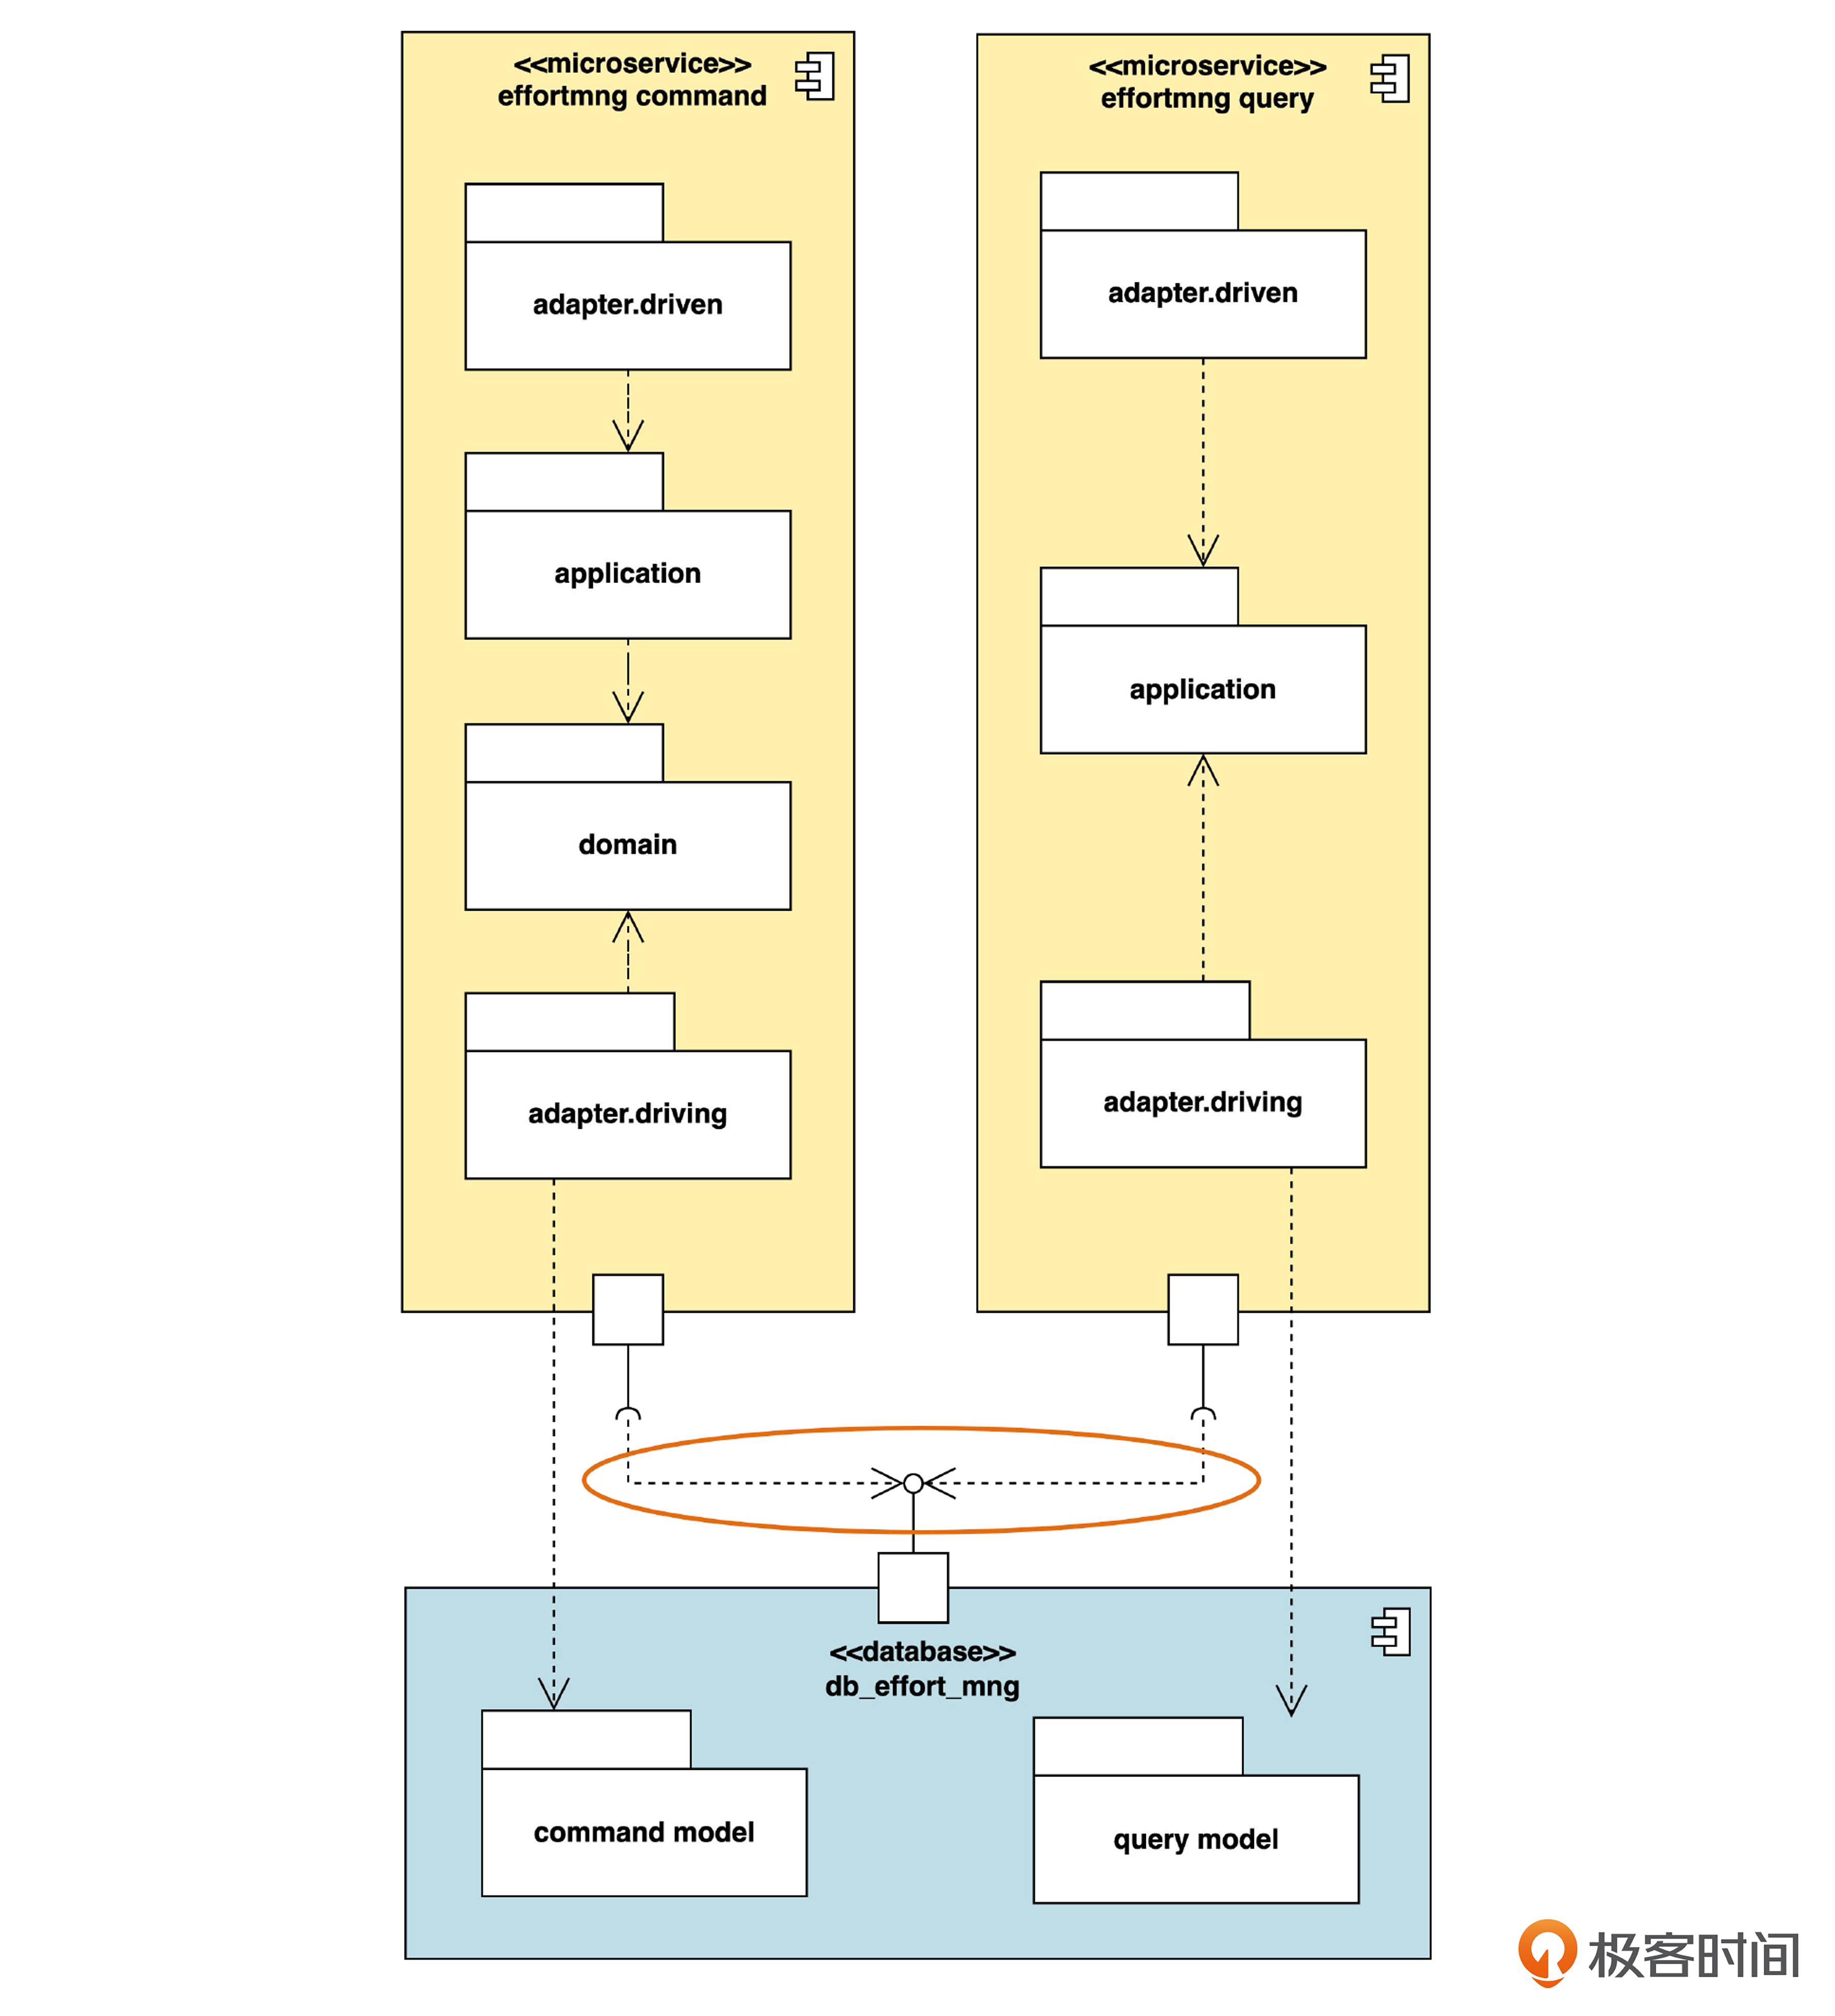 <<microservice>>
effortmng command
adapter.driven
application
domain
adapter.driving
<<microservice>>
effortmng query
adapter.driven
application
adapter.driving
<<database>>
db_effort_mng
command model
query model
极客时间